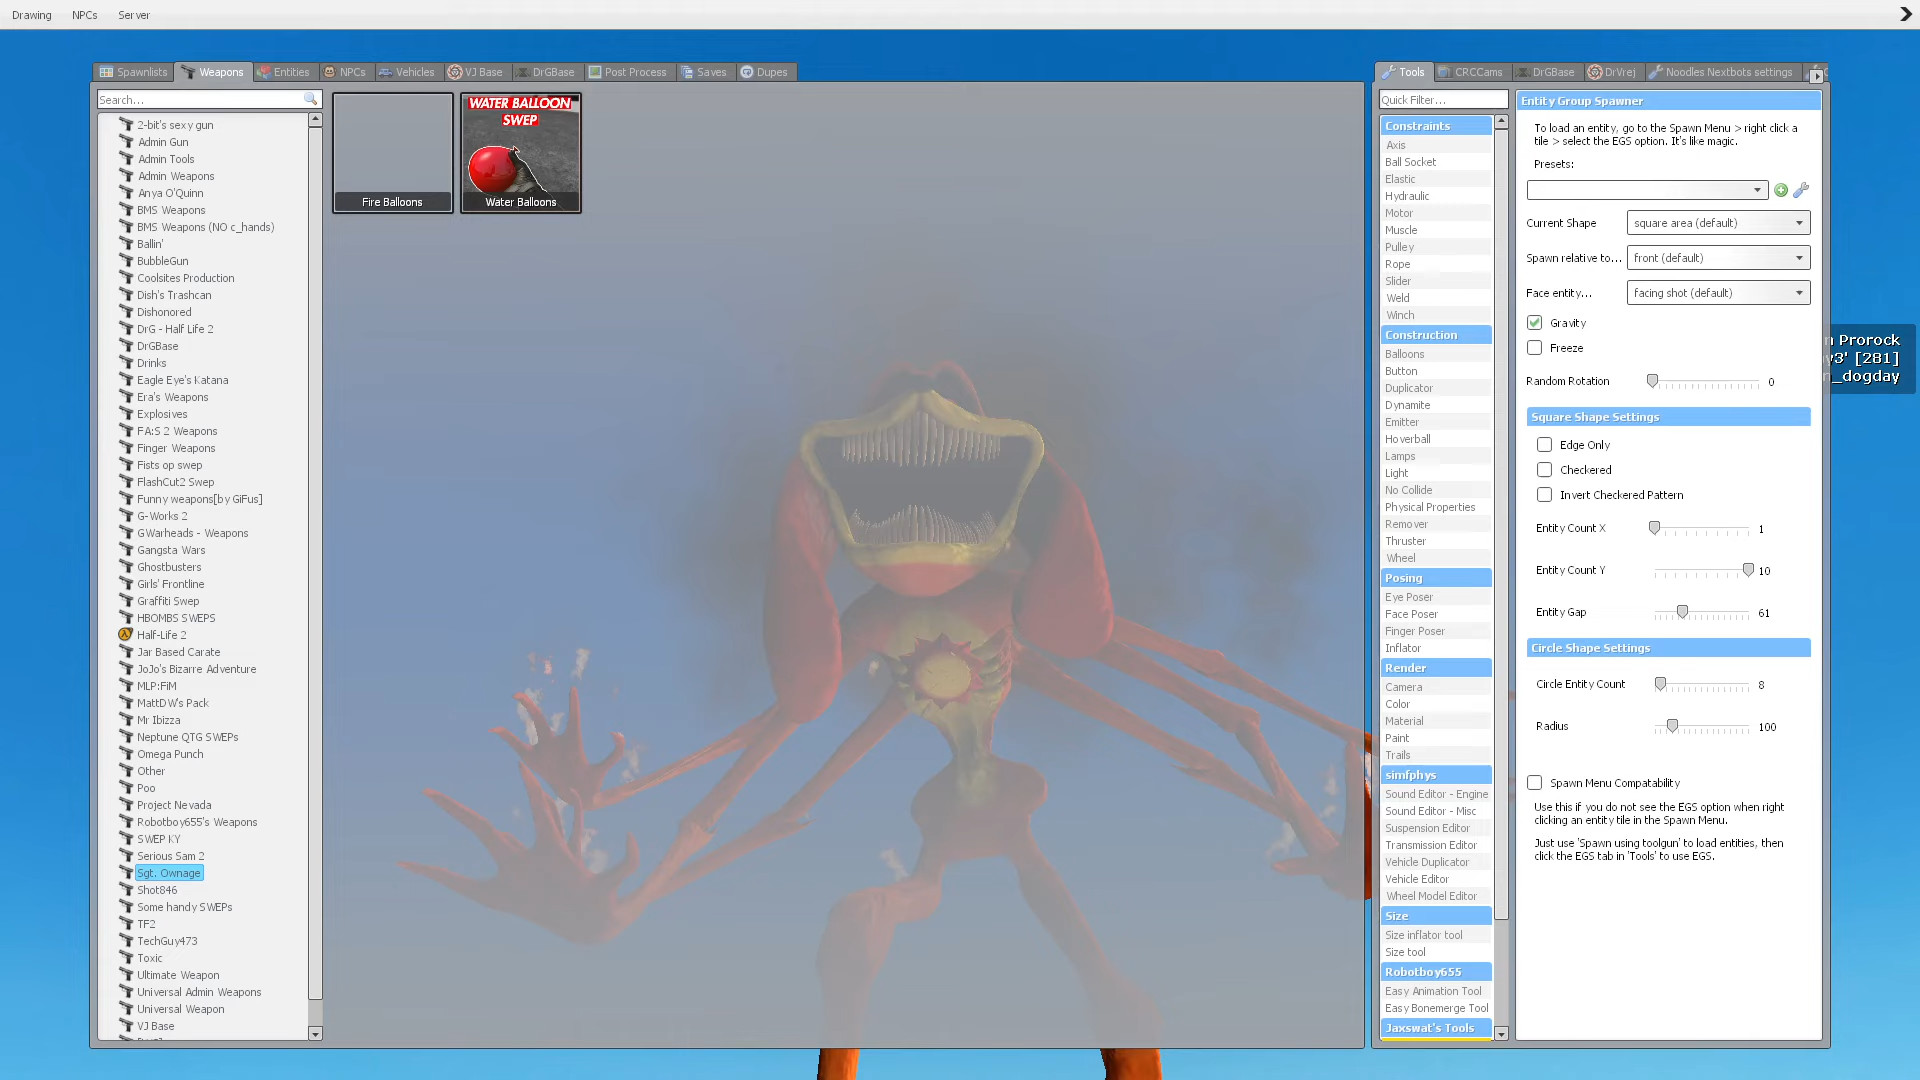 Drawing NPCs Server
Spawnlists Weapons Entities NPCs Vehicles VJ Base DrGBase Post Process Saves Dupes
Search...
2-bit's sexy gun
Admin Gun
Admin Tools
Admin Weapons
Anya O'Quinn
BMS Weapons
BMS Weapons (NO c_hands)
Ballin'
BubbleGun
Coolsites Production
Dish's Trashcan
Dishonored
DrG - Half Life 2
DrGBase
Drinks
Eagle Eye's Katana
Era's Weapons
Explosives
FA:S 2 Weapons
Finger Weapons
Fists op swep
FlashCut2 Swep
Funny weapons[by GiFus]
G-Works 2
GWarheads - Weapons
Gangsta Wars
Ghostbusters
Girls' Frontline
Graffiti Swep
HBOMBS SWEPS
Half-Life 2
Jar Based Carate
JoJo's Bizarre Adventure
MLP:FiM
MattDW's Pack
Mr Ibizza
Neptune QTG SWEPs
Omega Punch
Other
Poo
Project Nevada
Robotboy655's Weapons
SWEP KY
Serious Sam 2
Sgt. Ownage
Shot846
Some handy SWEPs
TF2
TechGuy473
Toxic
Ultimate Weapon
Universal Admin Weapons
Universal Weapon
VJ Base
Fire Balloons
WATER BALLOON
SWEP
Water Balloons
Tools CRCCams DrGBase DrVrej Noodles Nextbots settings
Quick Filter...
Constraints
Axis
Ball Socket
Elastic
Hydraulic
Motor
Muscle
Pulley
Rope
Slider
Weld
Winch
Construction
Balloons
Button
Duplicator
Dynamite
Emitter
Hoverball
Lamps
Light
No Collide
Physical Properties
Remover
Thruster
Wheel
Posing
Eye Poser
Face Poser
Finger Poser
Inflator
Render
Camera
Color
Material
Paint
Trails
simfphys
Sound Editor - Engine
Sound Editor - Misc
Suspension Editor
Transmission Editor
Vehicle Duplicator
Vehicle Editor
Wheel Model Editor
Size
Size inflator tool
Size tool
Robotboy655
Easy Animation Tool
Easy Bonemerge Tool
Jaxswat's Tools
Entity Group Spawner
To load an entity, go to the Spawn Menu > right click a
tile > select the EGS option. It's like magic.
Presets:
Current Shape square area (default)
Spawn relative to... front (default)
Face entity... facing shot (default)
Gravity
Freeze
Random Rotation 0
Square Shape Settings
Edge Only
Checkered
Invert Checkered Pattern
Entity Count X 1
Entity Count Y 10
Entity Gap 61
Circle Shape Settings
Circle Entity Count 8
Radius 100
Spawn Menu Compatability
Use this if you do not see the EGS option when right
clicking an entity tile in the Spawn Menu.
Just use 'Spawn using toolgun' to load entities, then
click the EGS tab in 'Tools' to use EGS.
n Prorock
y3' [281]
n_dogday